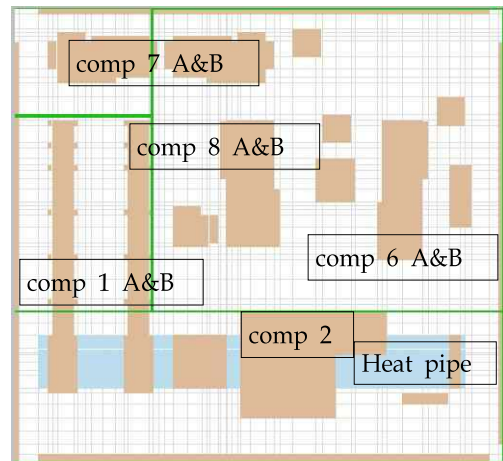 comp 7 A&B
comp 8 A&B
comp 6 A&B
comp 1 A&B
comp 2
Heat pipe